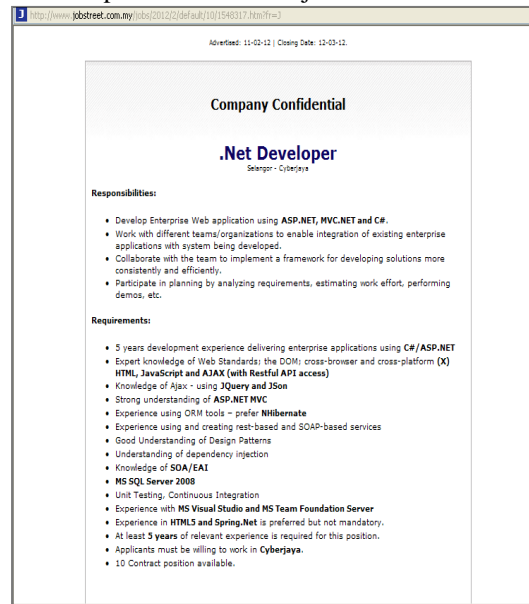 http://www.jobstreet.com.my/jobs/2012/2/default/10/1548317.htm?fr=J
Advertised: 11-02-12 | Closing Date: 12-03-12.
Company Confidential
.Net Developer
Selangor - Cyberjaya
Responsibilities:
• Develop Enterprise Web application using ASP.NET, MVC.NET and C#.
• Work with different teams/organizations to enable integration of existing enterprise
applications with system being developed.
• Collaborate with the team to implement a framework for developing solutions more
consistently and efficiently.
• Participate in planning by analyzing requirements, estimating work effort, performing
demos, etc.
Requirements:
• 5 years development experience delivering enterprise applications using C#/ASP.NET
• Expert knowledge of Web Standards; the DOM; cross-browser and cross-platform (X)
HTML, JavaScript and AJAX (with Restful API access)
• Knowledge of Ajax - using JQuery and JSon
• Strong understanding of ASP.NET MVC
• Experience using ORM tools – prefer NHibernate
• Experience using and creating rest-based and SOAP-based services
• Good Understanding of Design Patterns
• Understanding of dependency injection
• Knowledge of SOA/EAI
• MS SQL Server 2008
• Unit Testing, Continuous Integration
• Experience with MS Visual Studio and MS Team Foundation Server
• Experience in HTML5 and Spring.Net is preferred but not mandatory.
• At least 5 years of relevant experience is required for this position.
• Applicants must be willing to work in Cyberjaya.
• 10 Contract position available.